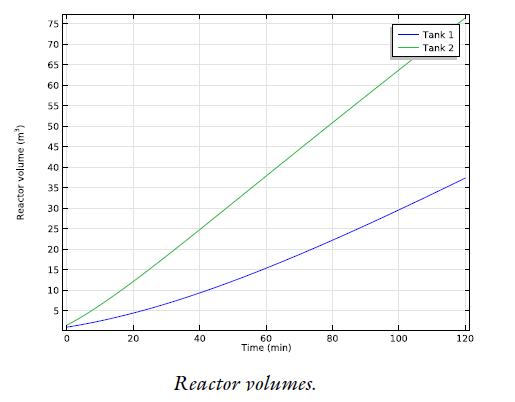 75
70
65
60
55
50
45
40
35
30
25
20
15
10
5
Reactor volume (m³)
Tank 1
Tank 2
0 20 40 60 80 100 120
Time (min)
Reactor volumes.